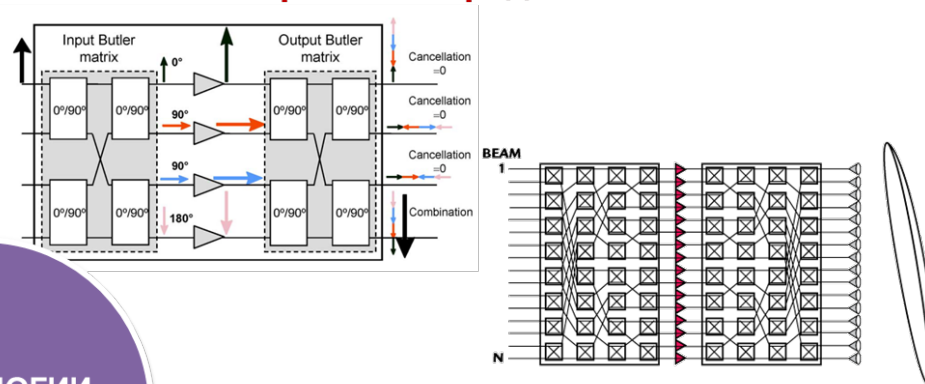 Input Butler
matrix
Output Butler
matrix
0°
90°
90°
180°
0°/90°
0°/90°
0°/90°
0°/90°
0°/90°
0°/90°
0°/90°
0°/90°
Cancellation
=0
Cancellation
=0
Cancellation
=0
Combination
BEAM
1
N